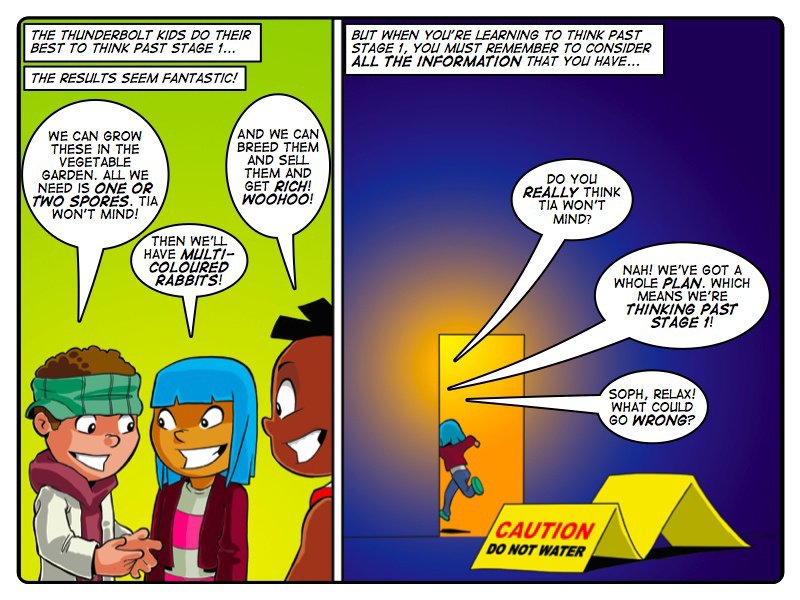 THE THUNDERBOLT KIDS DO THEIR
BEST TO THINK PAST STAGE 1...
THE RESULTS SEEM FANTASTIC!
WE CAN GROW
THESE IN THE
VEGETABLE
GARDEN. ALL WE
NEED IS ONE OR
TWO SPORES. TIA
WON'T MIND!
THEN WE'LL
HAVE MULTI-
COLOURED
RABBITS!
AND WE CAN
BREED THEM
AND SELL
THEM AND
GET RICH!
WOOHOO!
BUT WHEN YOU'RE LEARNING TO THINK PAST
STAGE 1, YOU MUST REMEMBER TO CONSIDER
ALL THE INFORMATION THAT YOU HAVE...
DO YOU
REALLY THINK
TIA WON'T
MIND?
NAH! WE'VE GOT A
WHOLE PLAN. WHICH
MEANS WE'RE
THINKING PAST
STAGE 1!
SOPH, RELAX!
WHAT COULD
GO WRONG?
CAUTION
DO NOT WATER